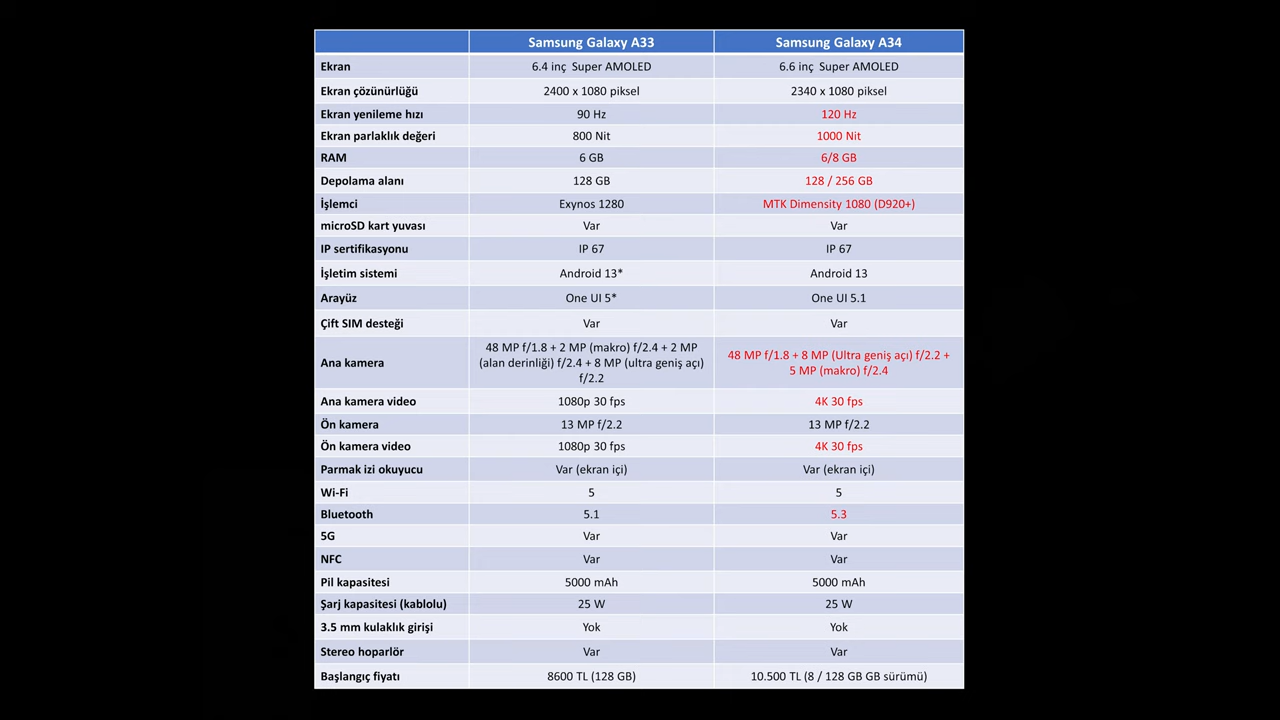 Samsung Galaxy A33 Samsung Galaxy A34
Ekran 6.4 inç Super AMOLED 6.6 inç Super AMOLED
Ekran çözünürlüğü 2400 x 1080 piksel 2340 x 1080 piksel
Ekran yenileme hızı 90 Hz 120 Hz
Ekran parlaklık değeri 800 Nit 1000 Nit
RAM 6 GB 6/8 GB
Depolama alanı 128 GB 128 / 256 GB
İşlemci Exynos 1280 MTK Dimensity 1080 (D920+)
microSD kart yuvası Var Var
IP sertifikasyonu IP 67 IP 67
İşletim sistemi Android 13* Android 13
Arayüz One UI 5* One UI 5.1
Çift SIM desteği Var Var
Ana kamera 48 MP f/1.8 + 2 MP (makro) f/2.4 + 2 MP (alan derinliği) f/2.4 + 8 MP (ultra geniş açı) f/2.2 48 MP f/1.8 + 8 MP (Ultra geniş açı) f/2.2 + 5 MP (makro) f/2.4
Ana kamera video 1080p 30 fps 4K 30 fps
Ön kamera 13 MP f/2.2 13 MP f/2.2
Ön kamera video 1080p 30 fps 4K 30 fps
Parmak izi okuyucu Var (ekran içi) Var (ekran içi)
Wi-Fi 5 5
Bluetooth 5.1 5.3
5G Var Var
NFC Var Var
Pil kapasitesi 5000 mAh 5000 mAh
Şarj kapasitesi (kablolu) 25 W 25 W
3.5 mm kulaklık girişi Yok Yok
Stereo hoparlör Var Var
Başlangıç fiyatı 8600 TL (128 GB) 10.500 TL (8 / 128 GB GB sürümü)